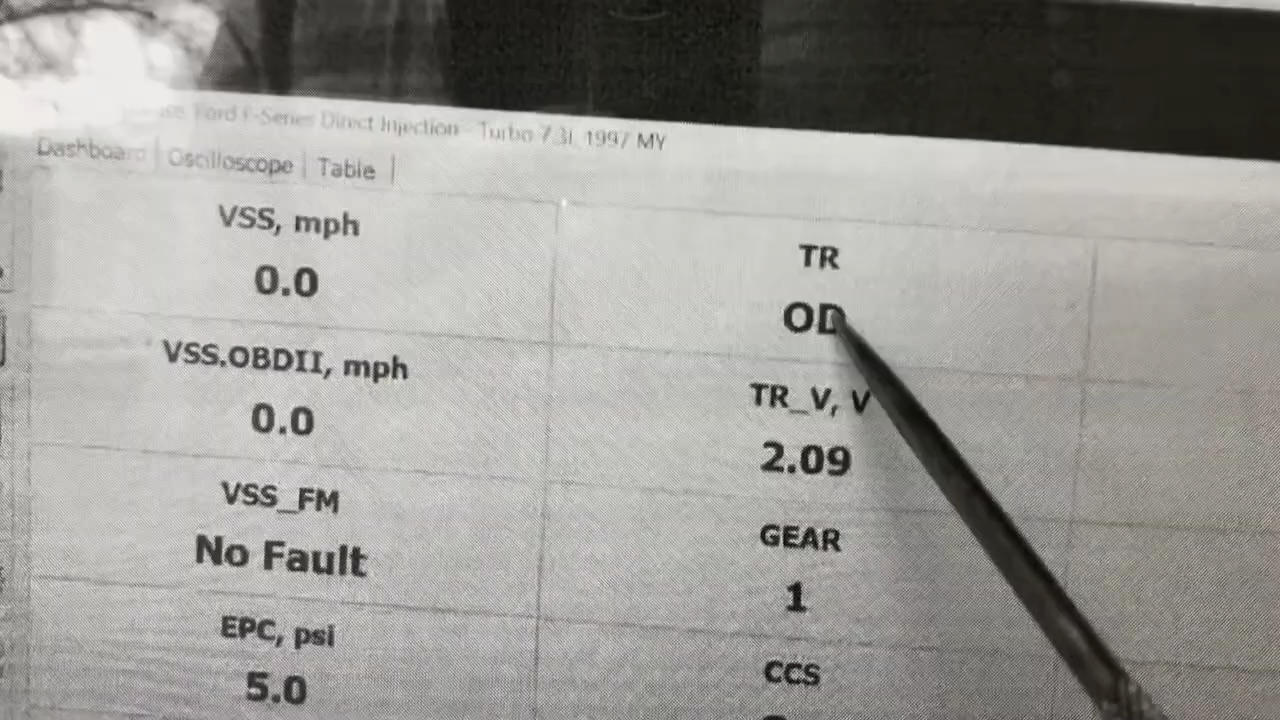 Ford F-Series Direct Injection - Turbo 7.3L 1997 MY
Dashboard Oscilloscope Table
VSS, mph
0.0
TR
OD
VSS.OBDII, mph
0.0
TR_V, V
2.09
VSS_FM
No Fault
GEAR
1
EPC, psi
5.0
CCS